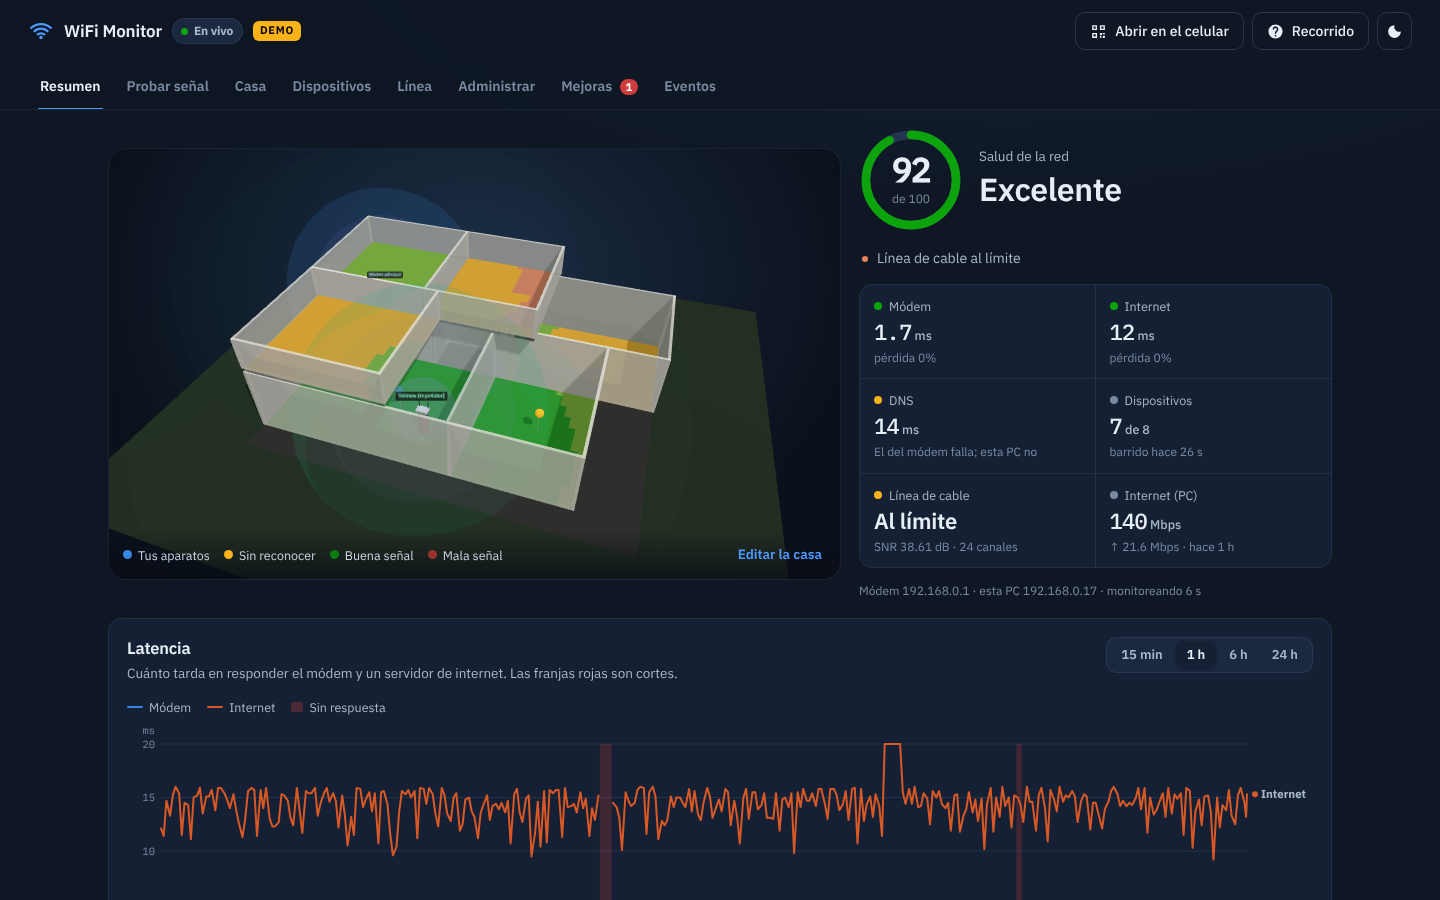 WiFi Monitor
En vivo
DEMO
Abrir en el celular
Recorrido
Resumen
Probar señal
Casa
Dispositivos
Línea
Administrar
Mejoras 1
Eventos
Módem principal
Tus aparatos
Sin reconocer
Buena señal
Mala señal
Editar la casa
92
de 100
Salud de la red
Excelente
Línea de cable al límite
Módem
1.7 ms
pérdida 0%
Internet
12 ms
pérdida 0%
DNS
14 ms
El del módem falla; esta PC no
Dispositivos
7 de 8
barrido hace 26 s
Línea de cable
Al límite
SNR 38.61 dB · 24 canales
Internet (PC)
140 Mbps
↑ 21.6 Mbps · hace 1 h
Módem 192.168.0.1 · esta PC 192.168.0.17 · monitoreando 6 s
Latencia
Cuánto tarda en responder el módem y un servidor de internet. Las franjas rojas son cortes.
15 min
1 h
6 h
24 h
Módem
Internet
Sin respuesta
ms
20
15
10
Internet